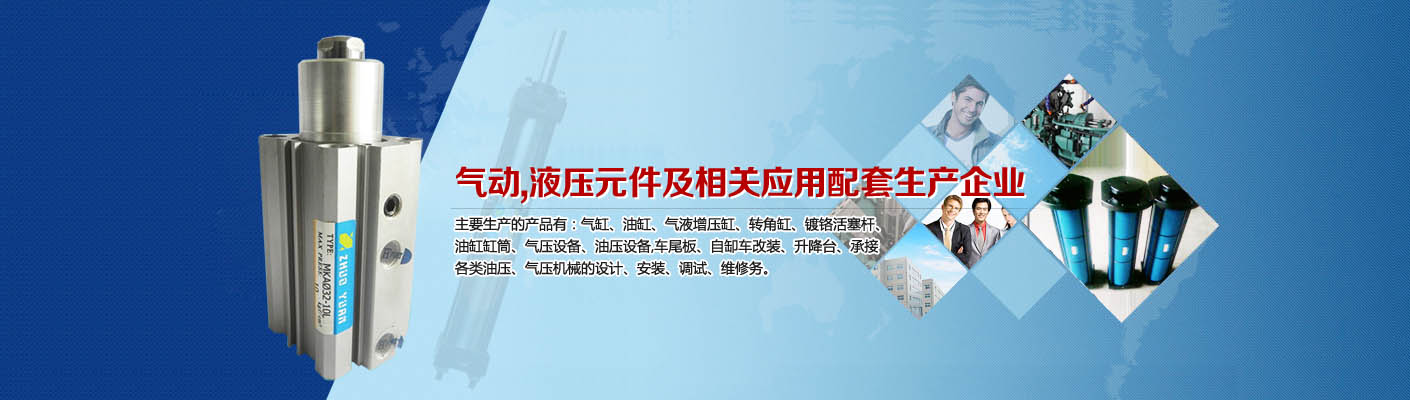 气动,液压元件及相关应用配套生产企业
主要生产的产品有：气缸、油缸、气液增压缸、转角缸、镀铬活塞杆、
油缸缸筒、气压设备、油压设备,车尾板、自卸车改装、升降台、承接
各类油压、气压机械的设计、安装、调试、维修务。
ZHUO YUAN
TYPE: MKAØ32-10L
MAX PRESS